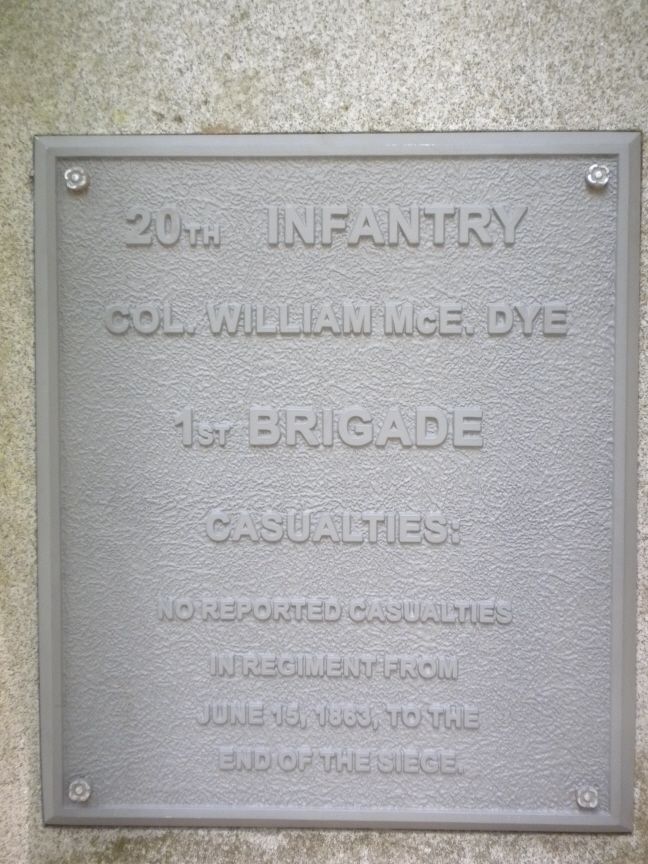 20TH INFANTRY
COL. WILLIAM McE. DYE
1ST BRIGADE
CASUALTIES:
NO REPORTED CASUALTIES
IN REGIMENT FROM
JUNE 15, 1863, TO THE
END OF THE SIEGE.